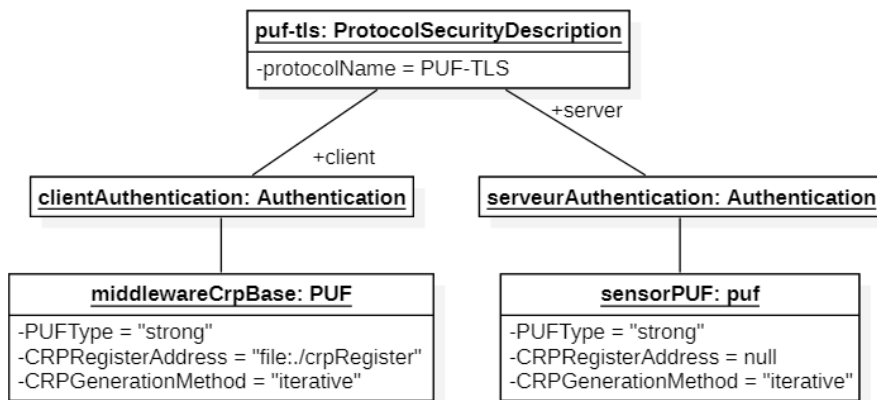 puf-tls: ProtocolSecurityDescription
-protocolName = PUF-TLS
+server
+client
clientAuthentication: Authentication
serveurAuthentication: Authentication
middlewareCrpBase: PUF
-PUFType = "strong"
-CRPRegisterAddress = "file:./crpRegister"
-CRPGenerationMethod = "iterative"
sensorPUF: puf
-PUFType = "strong"
-CRPRegisterAddress = null
-CRPGenerationMethod = "iterative"